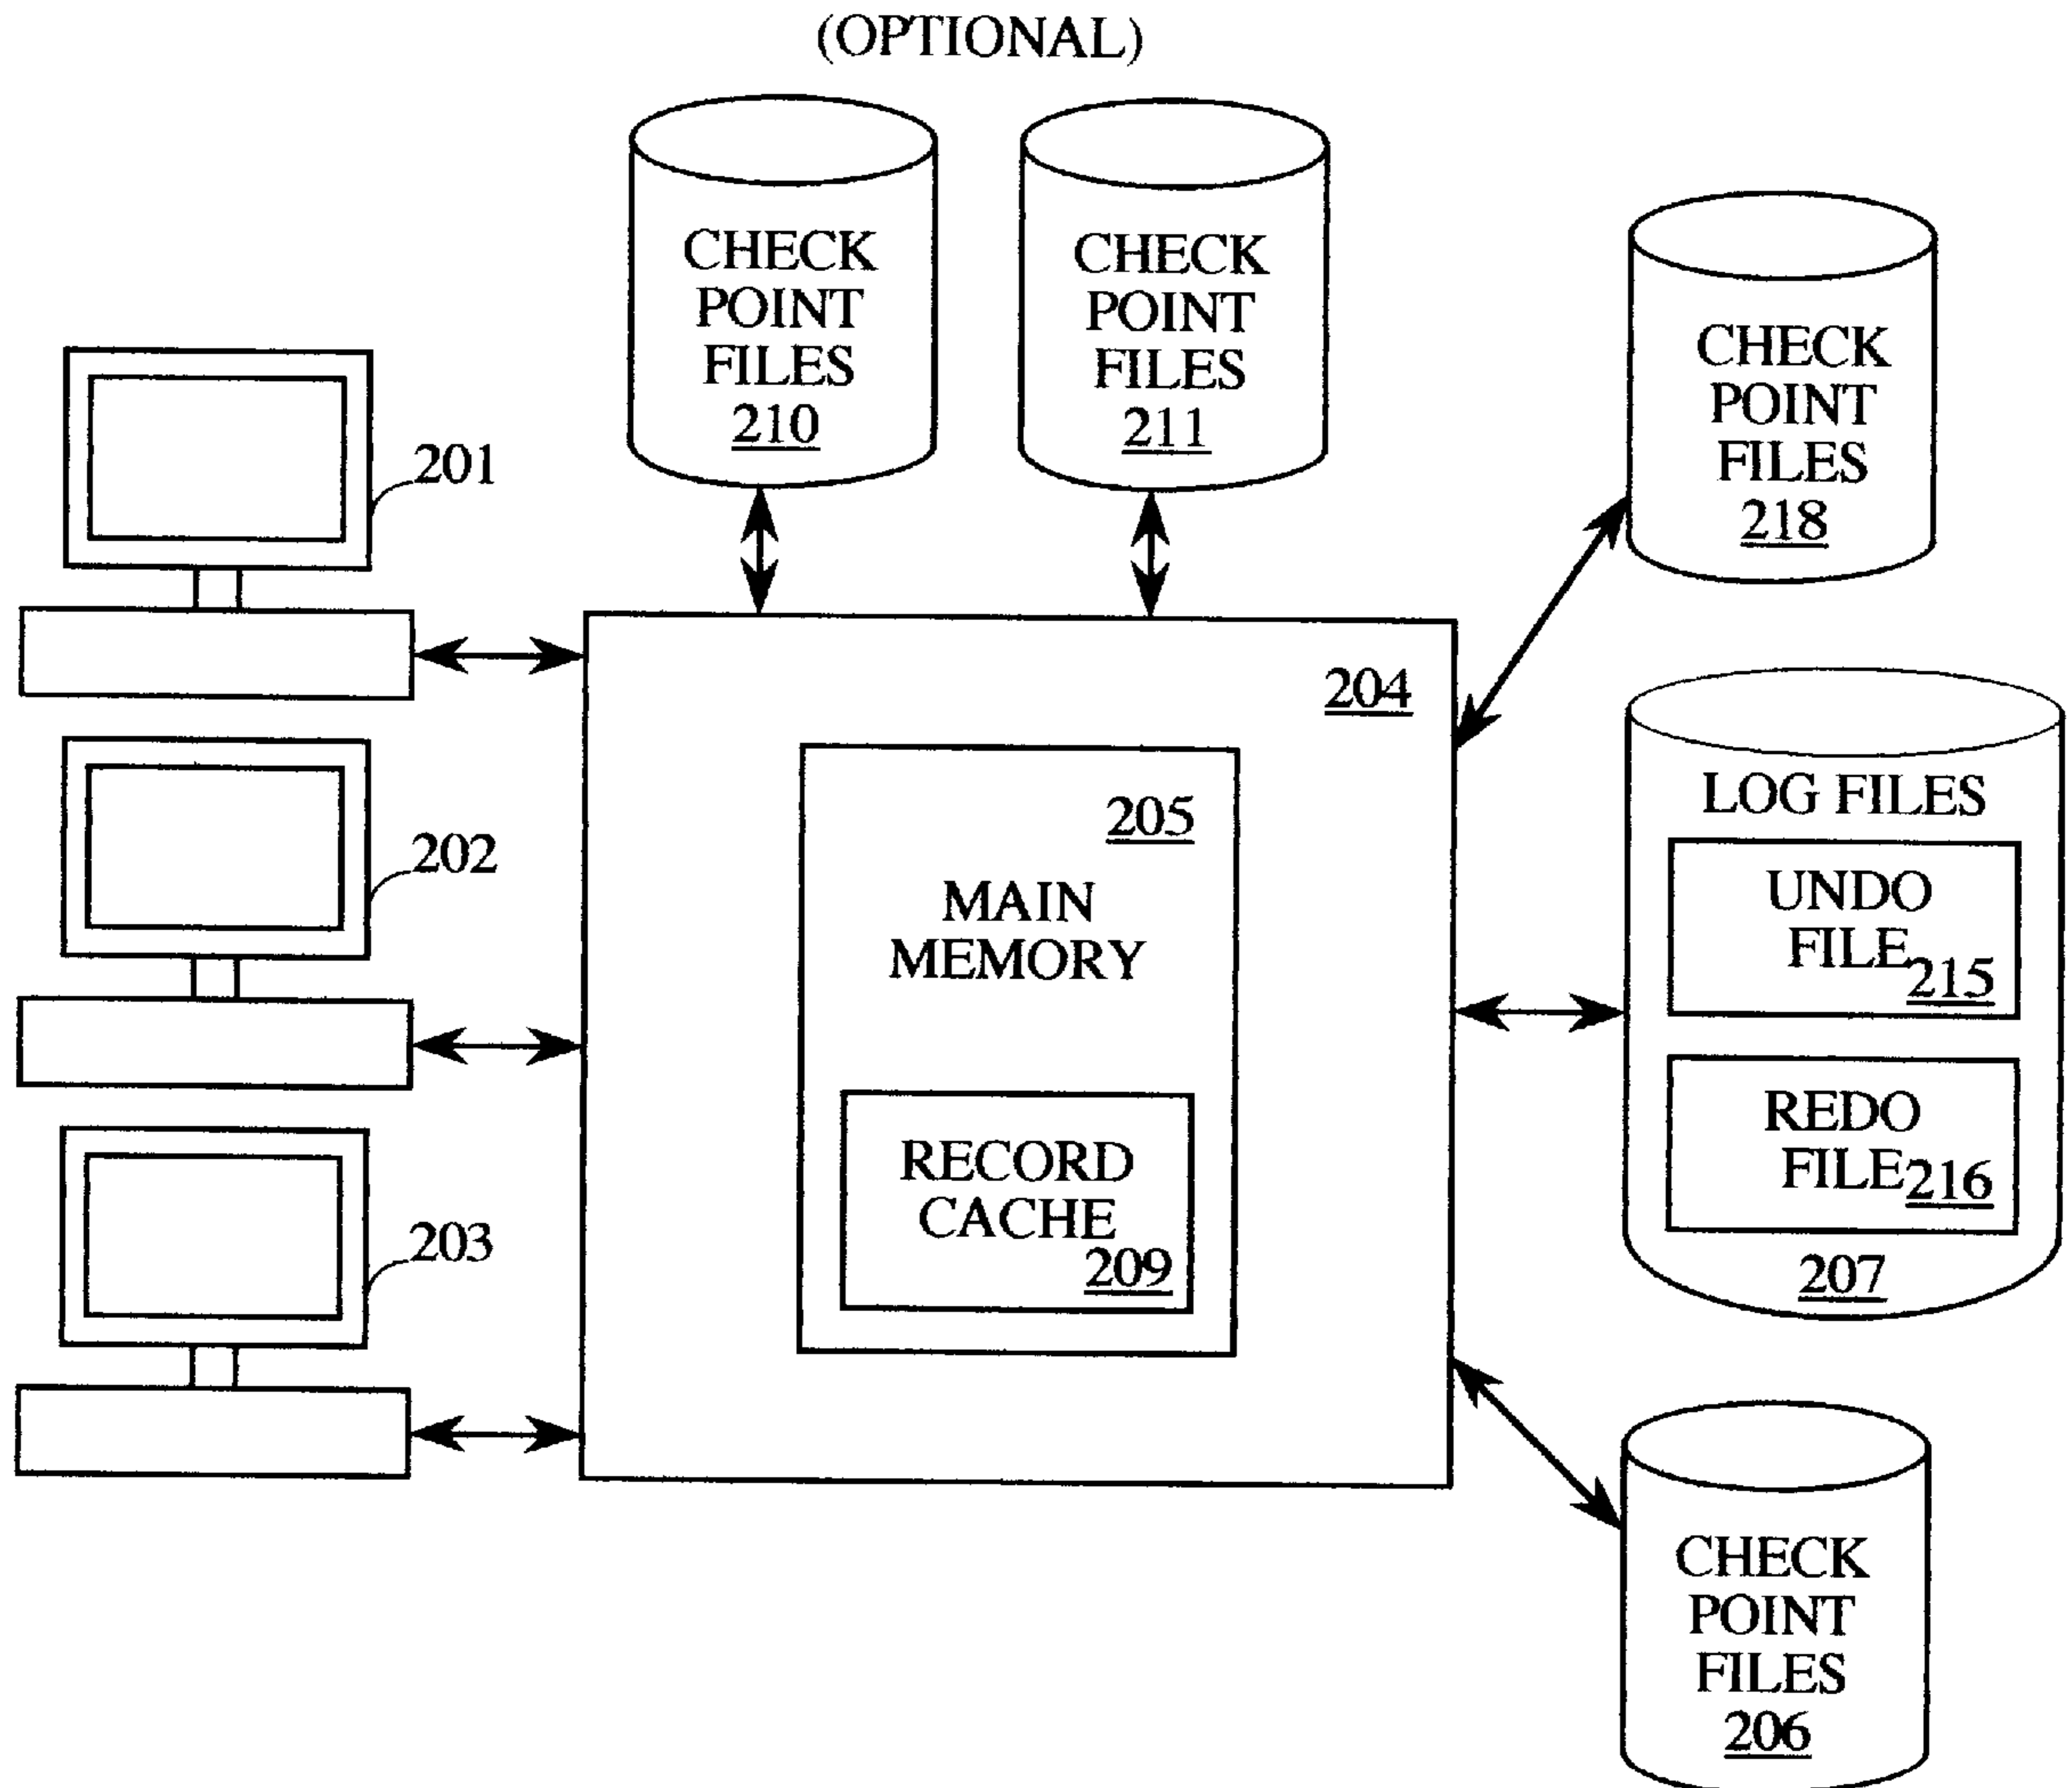 (OPTIONAL)
CHECK
POINT
FILES
210
CHECK
POINT
FILES
211
CHECK
POINT
FILES
218
201
202
203
204
205
MAIN
MEMORY
RECORD
CACHE
209
LOG FILES
UNDO
FILE
215
REDO
FILE
216
207
CHECK
POINT
FILES
206